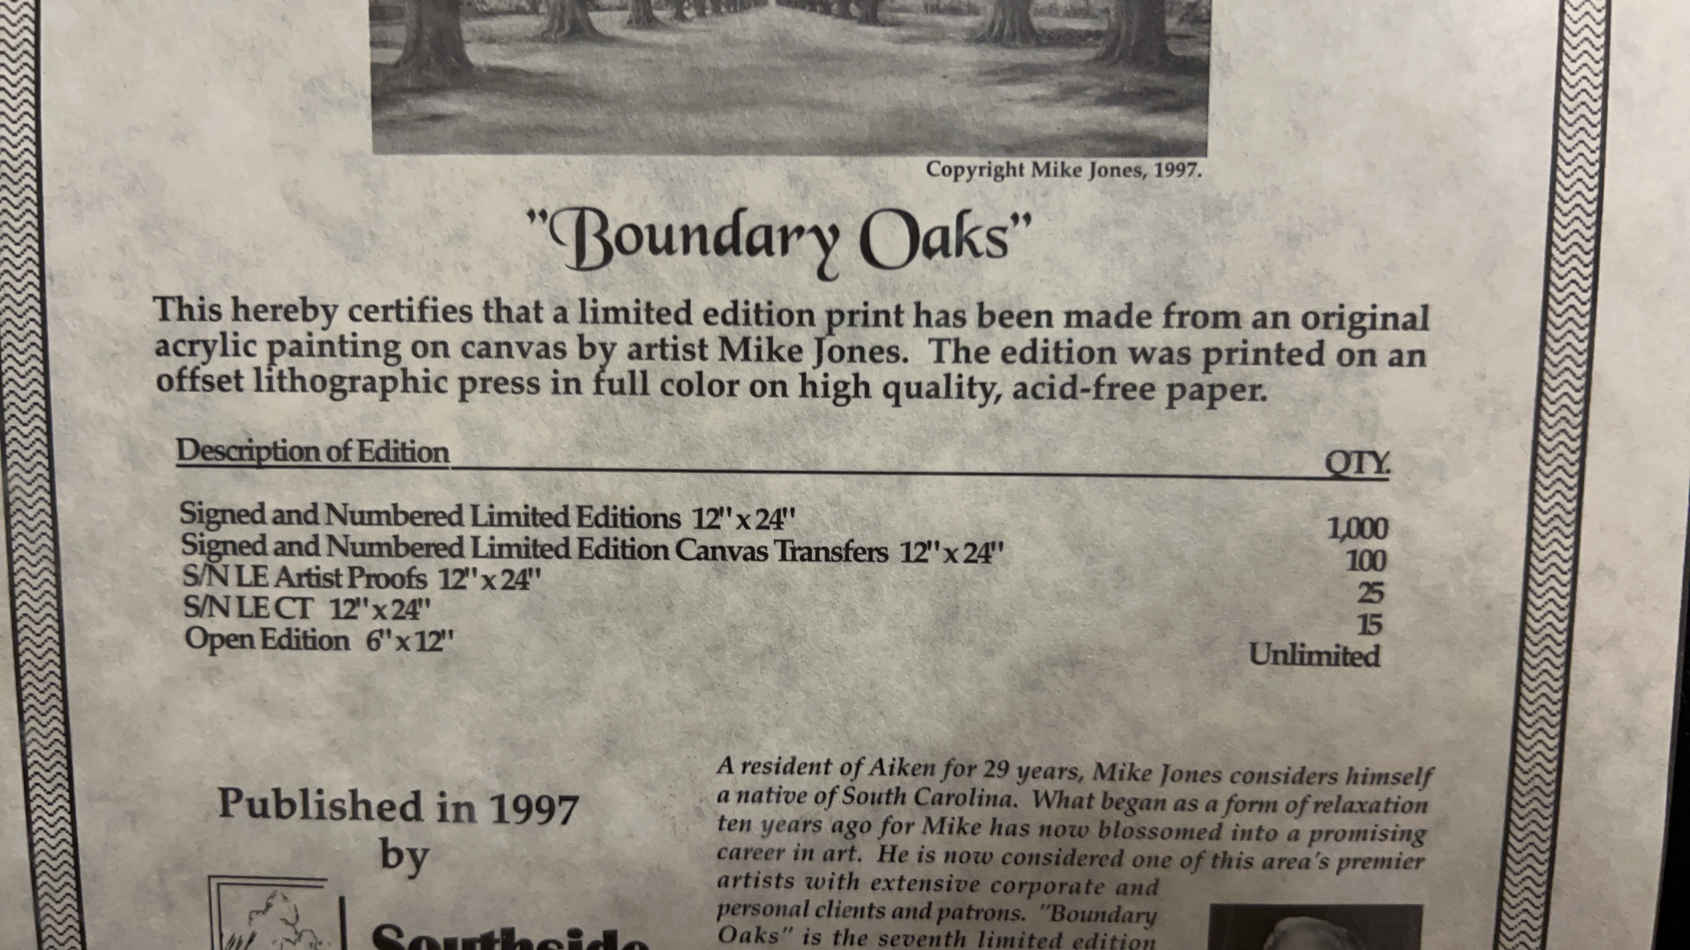 Copyright Mike Jones, 1997.
"Boundary Oaks"
This hereby certifies that a limited edition print has been made from an original
acrylic painting on canvas by artist Mike Jones. The edition was printed on an
offset lithographic press in full color on high quality, acid-free paper.
Description of Edition QTY.
Signed and Numbered Limited Editions 12" x 24" 1,000
Signed and Numbered Limited Edition Canvas Transfers 12" x 24" 100
S/N LE Artist Proofs 12" x 24" 25
S/N LE CT 12" x 24" 15
Open Edition 6" x 12" Unlimited
Published in 1997
by
Southside
A resident of Aiken for 29 years, Mike Jones considers himself
a native of South Carolina. What began as a form of relaxation
ten years ago for Mike has now blossomed into a promising
career in art. He is now considered one of this area's premier
artists with extensive corporate and
personal clients and patrons. "Boundary
Oaks" is the seventh limited edition